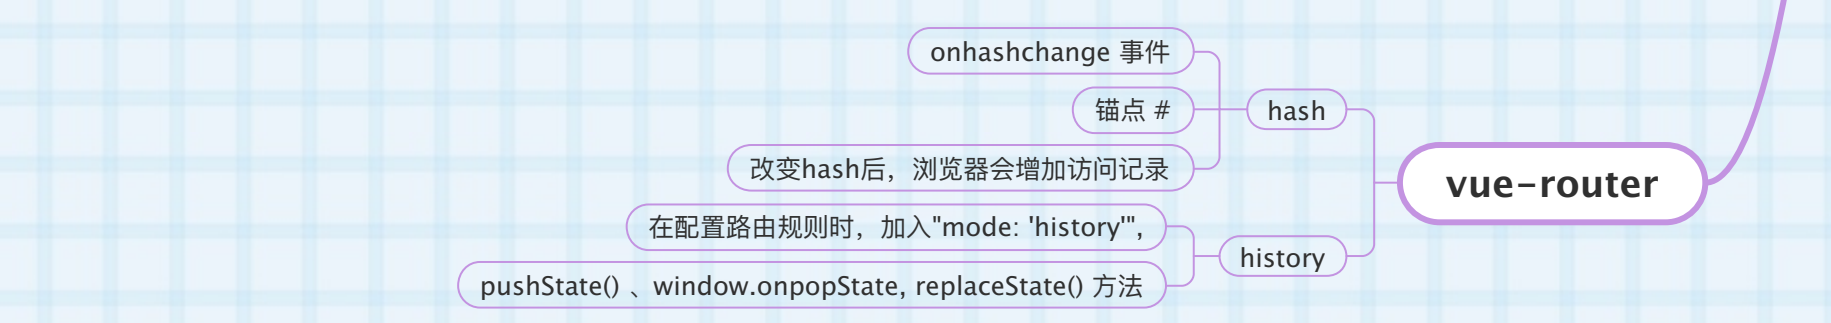 onhashchange 事件
锚点 #
hash
改变hash后，浏览器会增加访问记录
vue-router
在配置路由规则时，加入"mode: 'history'",
history
pushState() 、window.onpopState, replaceState() 方法